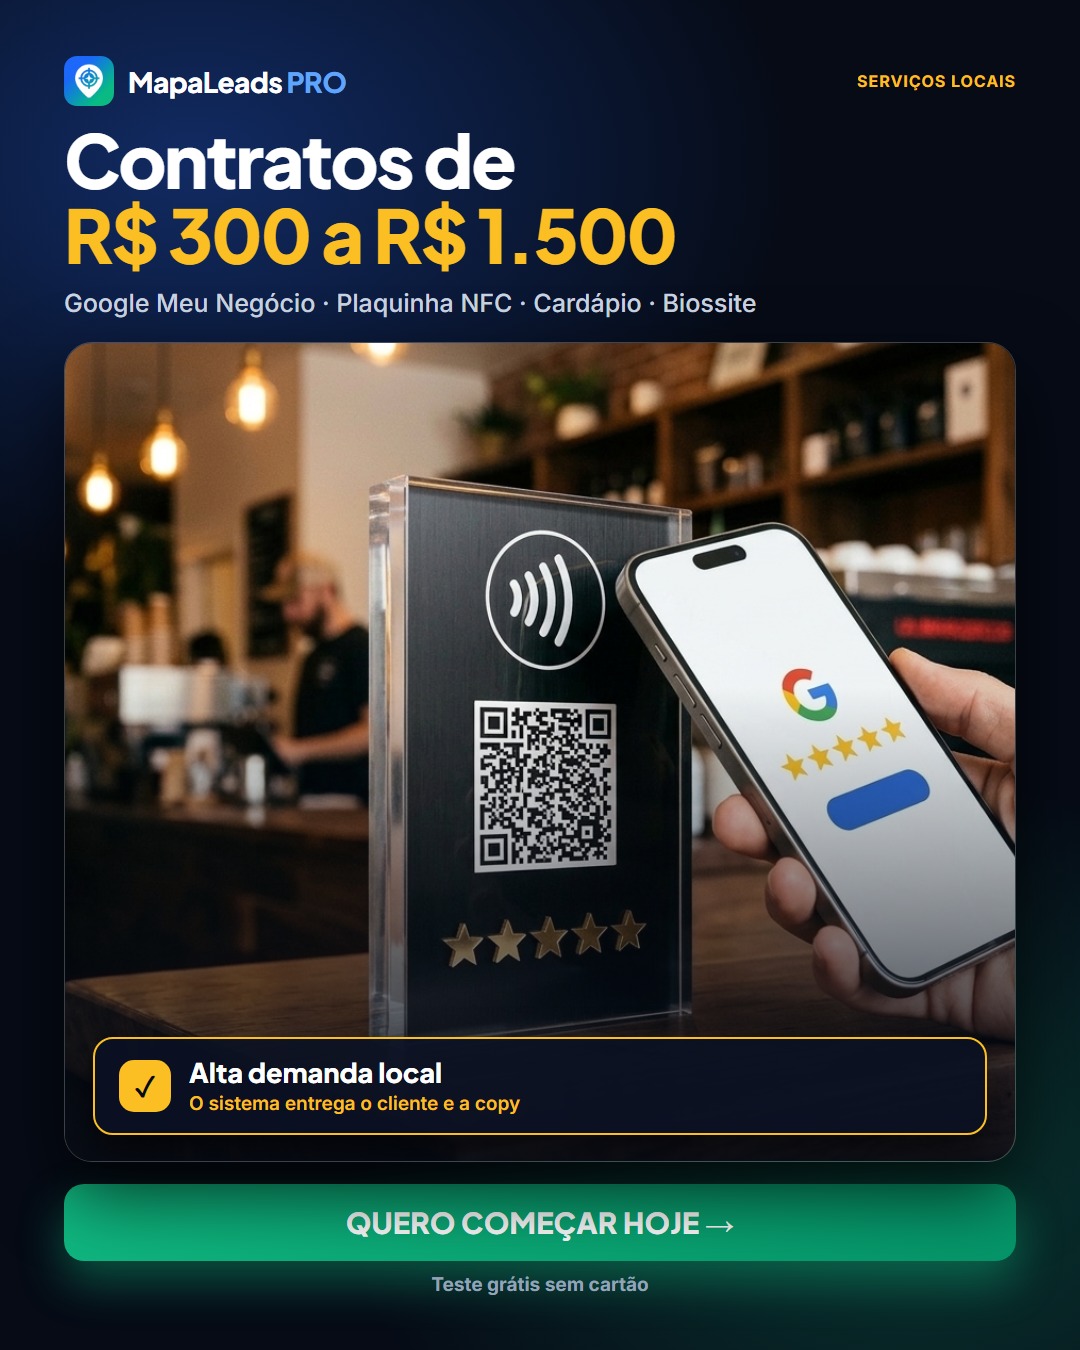 MapaLeads PRO
SERVIÇOS LOCAIS
Contratos de
R$ 300 a R$ 1.500
Google Meu Negócio · Plaquinha NFC · Cardápio · Biossite
G
✓
Alta demanda local
O sistema entrega o cliente e a copy
QUERO COMEÇAR HOJE →
Teste grátis sem cartão